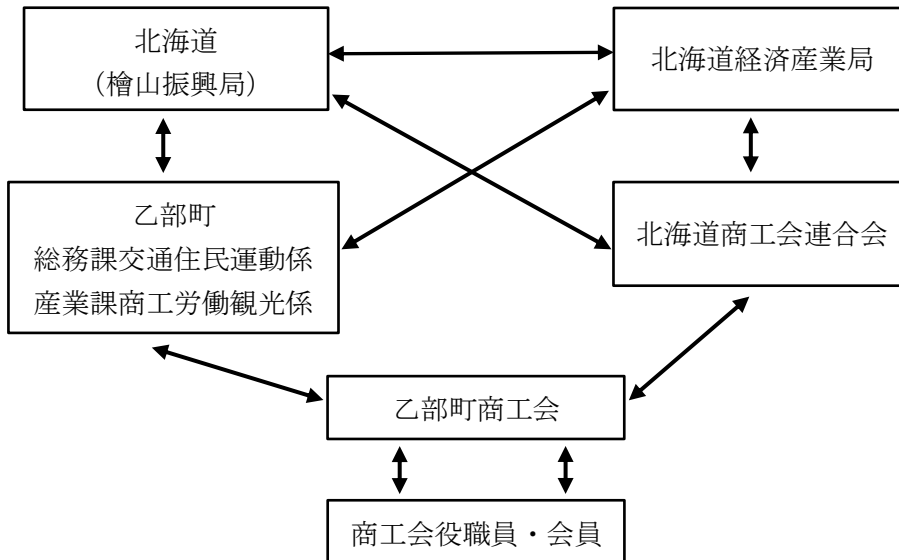 北海道
（檜山振興局）
北海道経済産業局
乙部町
総務課交通住民運動係
産業課商工労働観光係
北海道商工会連合会
乙部町商工会
商工会役職員・会員